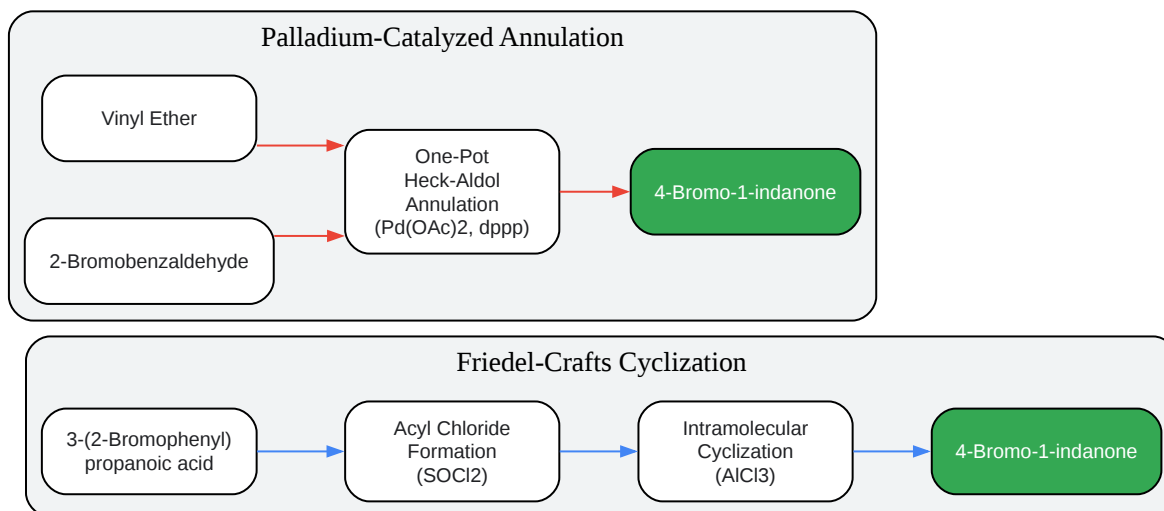 Palladium-Catalyzed Annulation
Vinyl Ether
2-Bromobenzaldehyde
One-Pot
Heck-Aldol
Annulation
(Pd(OAc)2, dppp)
4-Bromo-1-indanone
Friedel-Crafts Cyclization
3-(2-Bromophenyl)
propanoic acid
Acyl Chloride
Formation
(SOCl2)
Intramolecular
Cyclization
(AlCl3)
4-Bromo-1-indanone